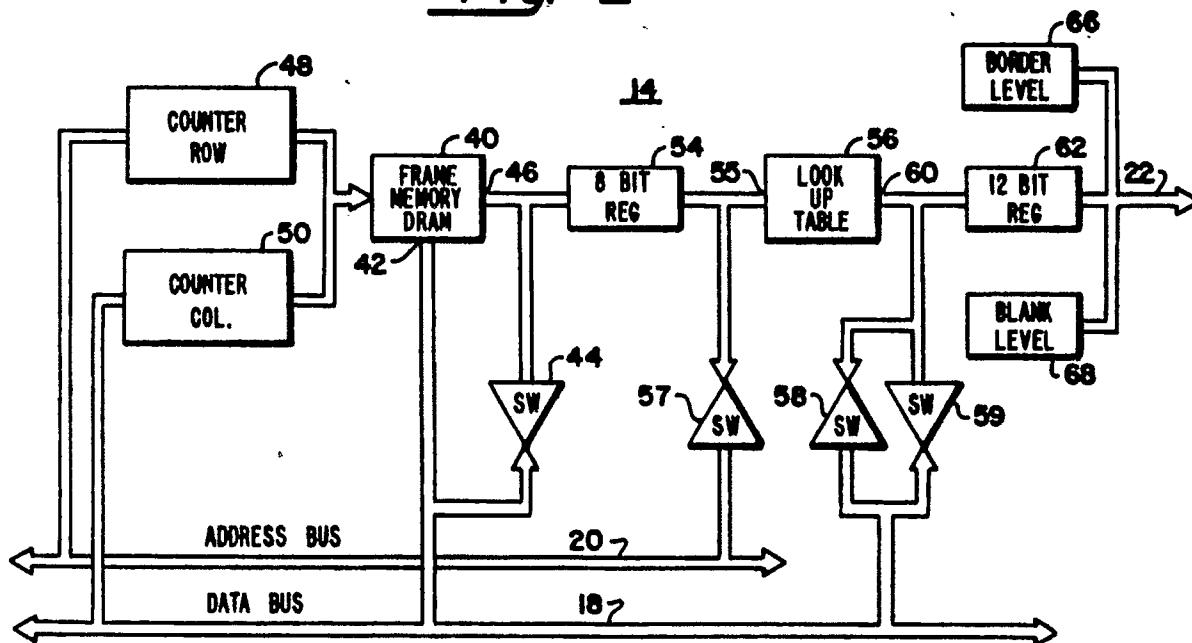 66
48
BORDER
LEVEL
14
COUNTER
ROW
40
54
56
62
FRAME
MEMORY
DRAM
46
8 BIT
REG
55
LOOK
UP
TABLE
60
12 BIT
REG
22
42
50
COUNTER
COL.
BLANK
LEVEL
68
44
SW
57
SW
58
SW
SW
59
ADDRESS BUS
20
DATA BUS
18